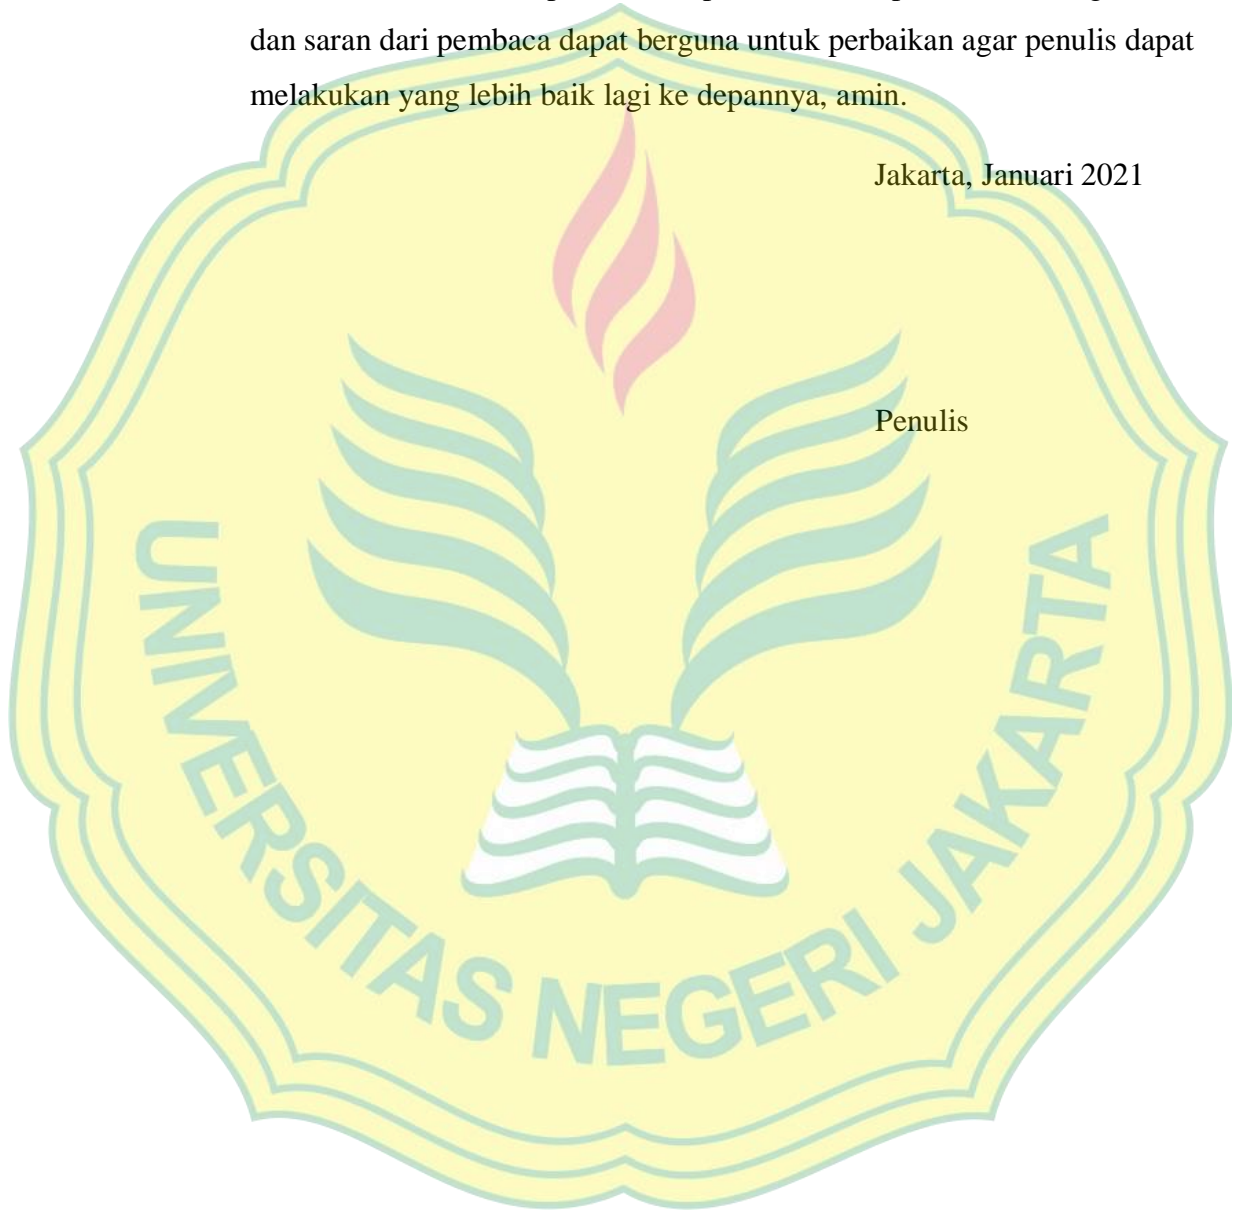 dan saran dari pembaca dapat berguna untuk perbaikan agar penulis dapat
melakukan yang lebih baik lagi ke depannya, amin.
Jakarta, Januari 2021
Penulis
UNIVERSITAS NEGERI JAKARTA